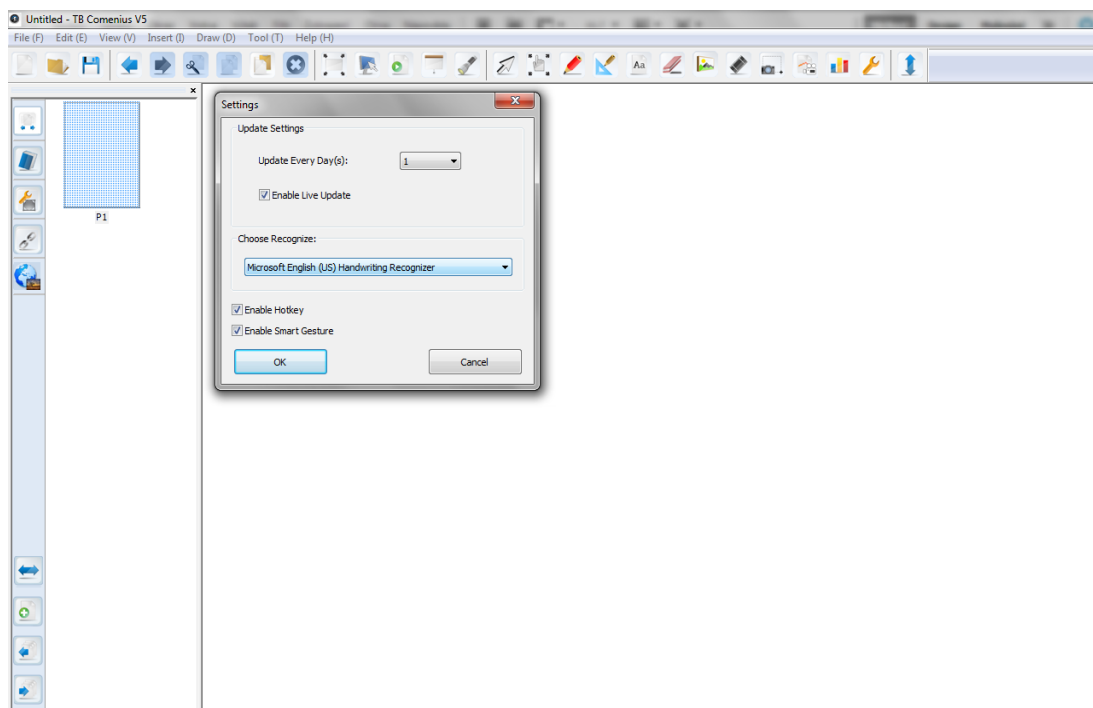 Untitled - TB Comenius V5
File (F) Edit (E) View (V) Insert (I) Draw (D) Tool (T) Help (H)
Aa
P1
Settings
Update Settings
Update Every Day(s): 1
Enable Live Update
Choose Recognize:
Microsoft English (US) Handwriting Recognizer
Enable Hotkey
Enable Smart Gesture
OK Cancel